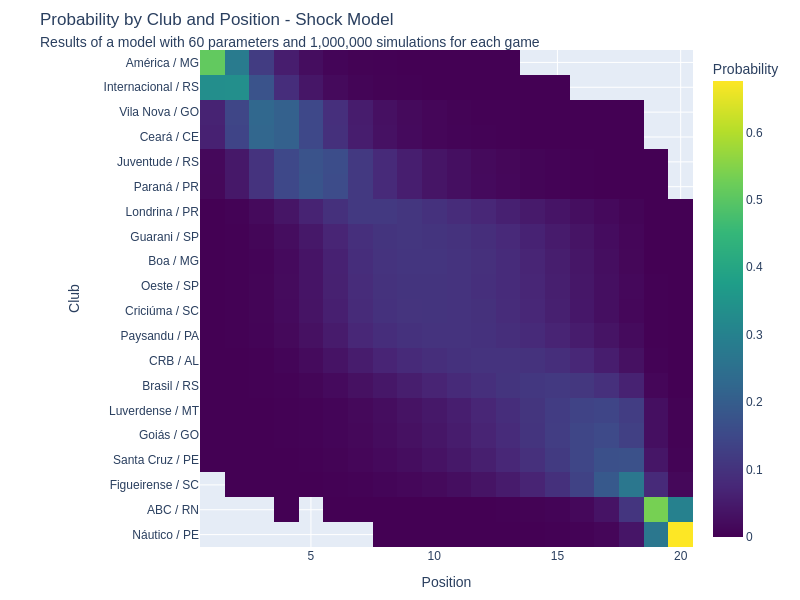 Probability by Club and Position - Shock Model
Results of a model with 60 parameters and 1,000,000 simulations for each game
Probability
América / MG
Internacional / RS
Vila Nova / GO
Ceará / CE
Juventude / RS
Paraná / PR
Londrina / PR
Guarani / SP
Boa / MG
Oeste / SP
Criciúma / SC
Paysandu / PA
CRB / AL
Brasil / RS
Luverdense / MT
Goiás / GO
Santa Cruz / PE
Figueirense / SC
ABC / RN
Náutico / PE
Club
5
10
15
20
Position
0.6
0.5
0.4
0.3
0.2
0.1
0